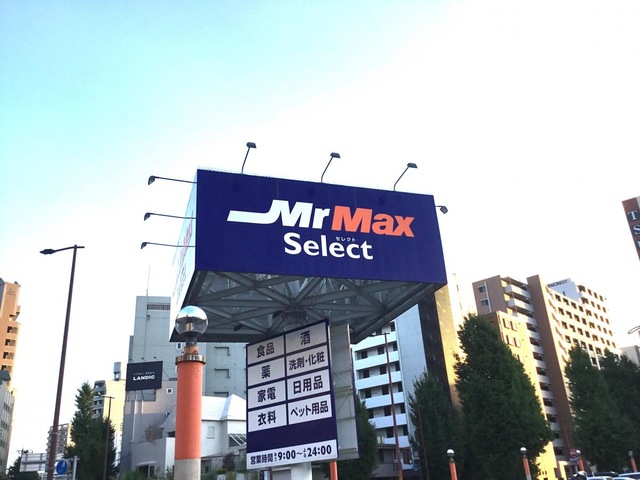 MrMax
セレクト
Select
食品 酒
薬 洗剤・化粧
家電 日用品
衣料 ペット用品
営業時間 9:00～24:00
LANDIC